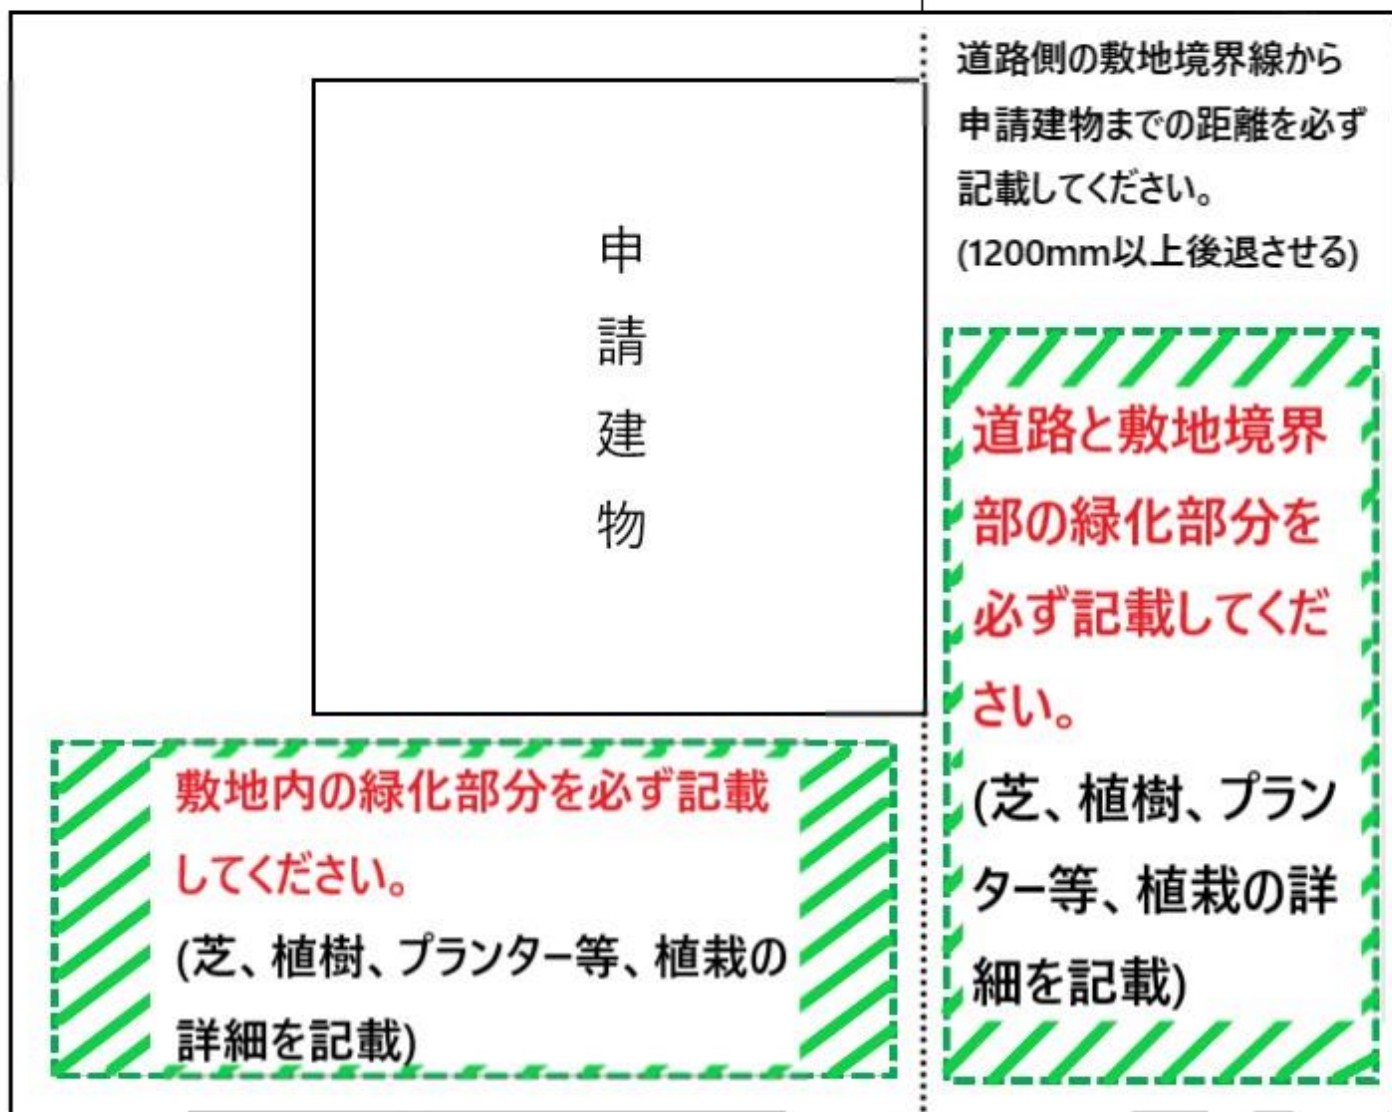 道路側の敷地境界線から
申請建物までの距離を必ず
記載してください。
(1200mm以上後退させる)
申請建物
道路と敷地境界
部の緑化部分を
必ず記載してくだ
さい。
(芝、植樹、プラン
ター等、植栽の詳
細を記載)
敷地内の緑化部分を必ず記載
してください。
(芝、植樹、プランター等、植栽の
詳細を記載)